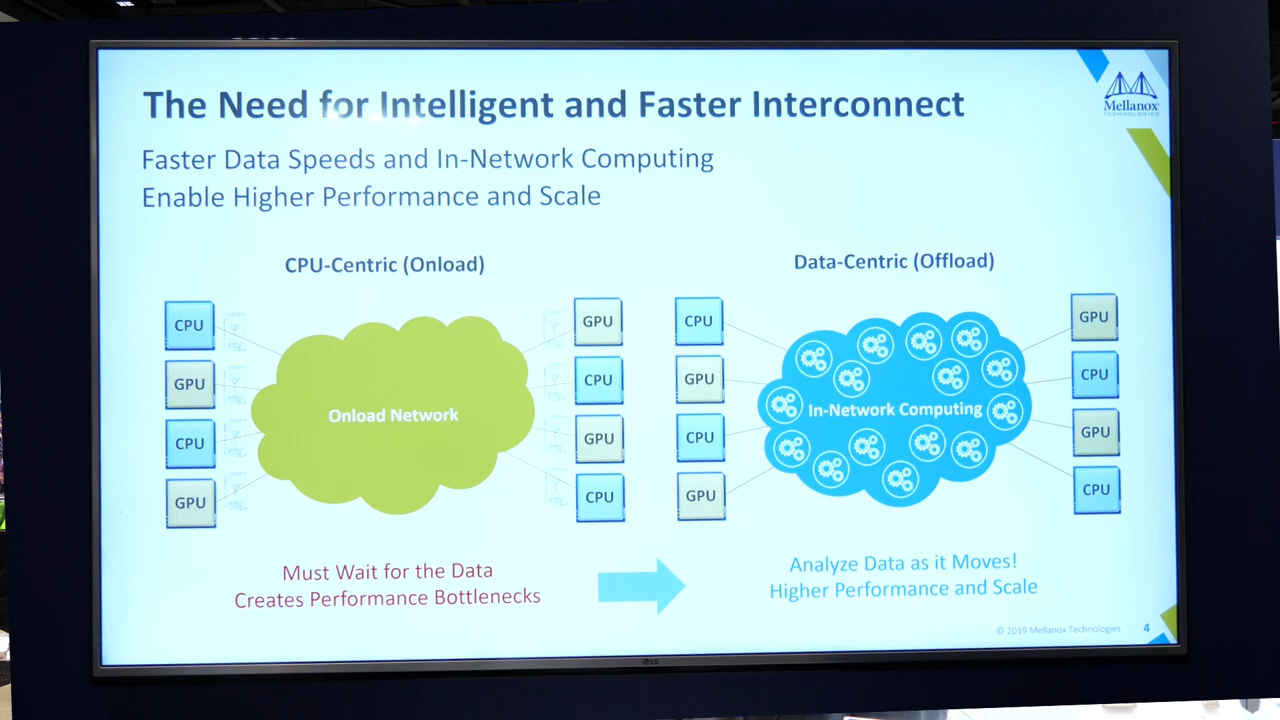 The Need for Intelligent and Faster Interconnect
Mellanox
TECHNOLOGIES
Faster Data Speeds and In-Network Computing
Enable Higher Performance and Scale
CPU-Centric (Onload)
CPU
GPU
CPU
GPU
Onload Network
GPU
CPU
GPU
CPU
Must Wait for the Data
Creates Performance Bottlenecks
Data-Centric (Offload)
CPU
GPU
CPU
GPU
In-Network Computing
GPU
CPU
GPU
CPU
Analyze Data as it Moves!
Higher Performance and Scale
© 2019 Mellanox Technologies
4
LG